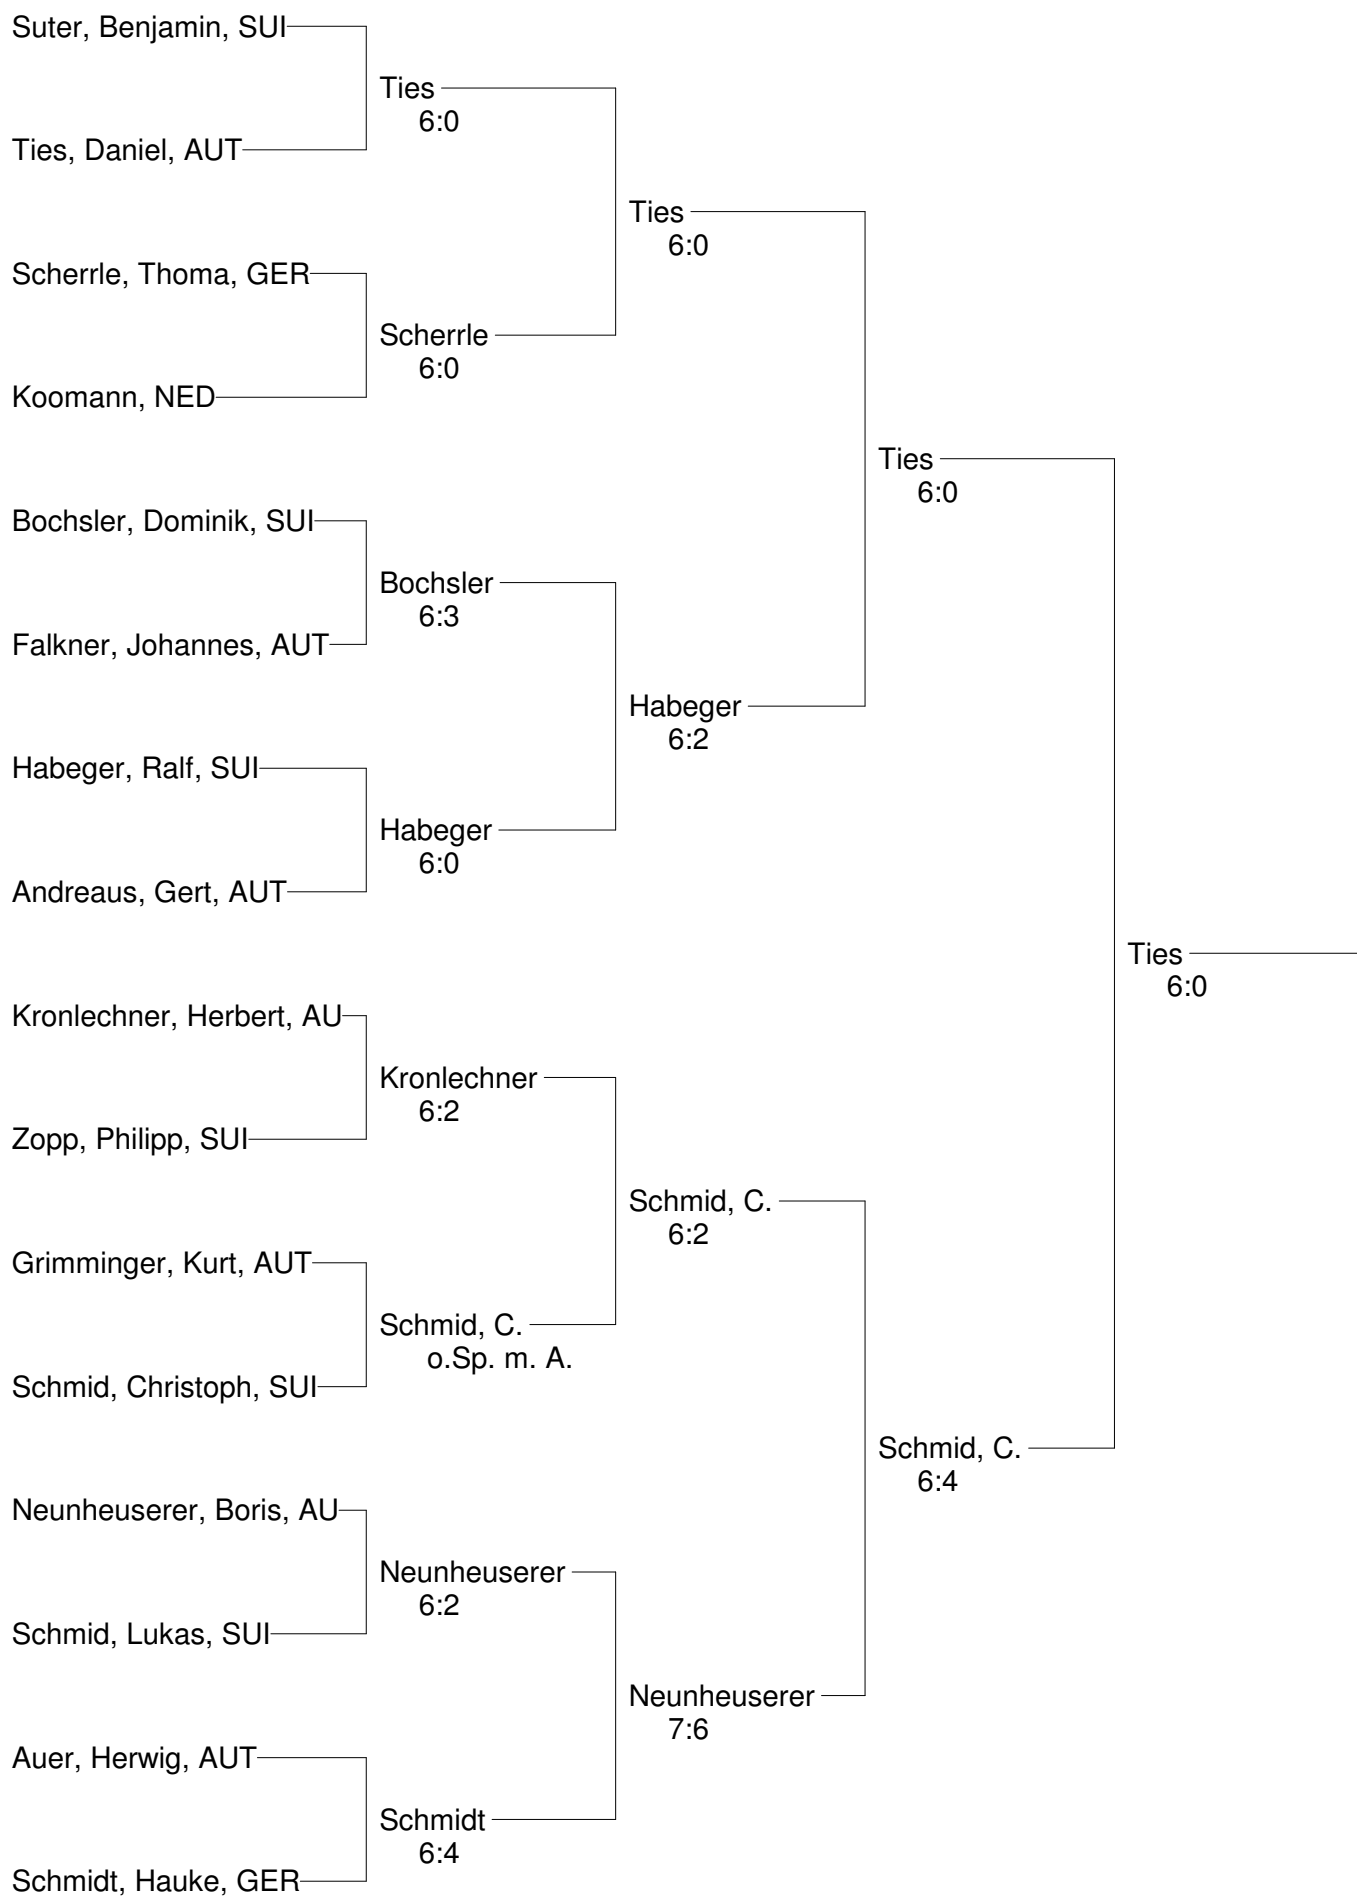 Suter, Benjamin, SUI
Ties
6:0
Ties, Daniel, AUT
Ties
6:0
Scherrle, Thoma, GER
Scherrle
6:0
Koomann, NED
Ties
6:0
Bochsler, Dominik, SUI
Bochsler
6:3
Falkner, Johannes, AUT
Habeger
6:2
Habeger, Ralf, SUI
Habeger
6:0
Andreaus, Gert, AUT
Ties
6:0
Kronlechner, Herbert, AU
Kronlechner
6:2
Zopp, Philipp, SUI
Schmid, C.
6:2
Grimminger, Kurt, AUT
Schmid, C.
o.Sp. m. A.
Schmid, Christoph, SUI
Schmid, C.
6:4
Neunheuserer, Boris, AU
Neunheuserer
6:2
Schmid, Lukas, SUI
Neunheuserer
7:6
Auer, Herwig, AUT
Schmidt
6:4
Schmidt, Hauke, GER